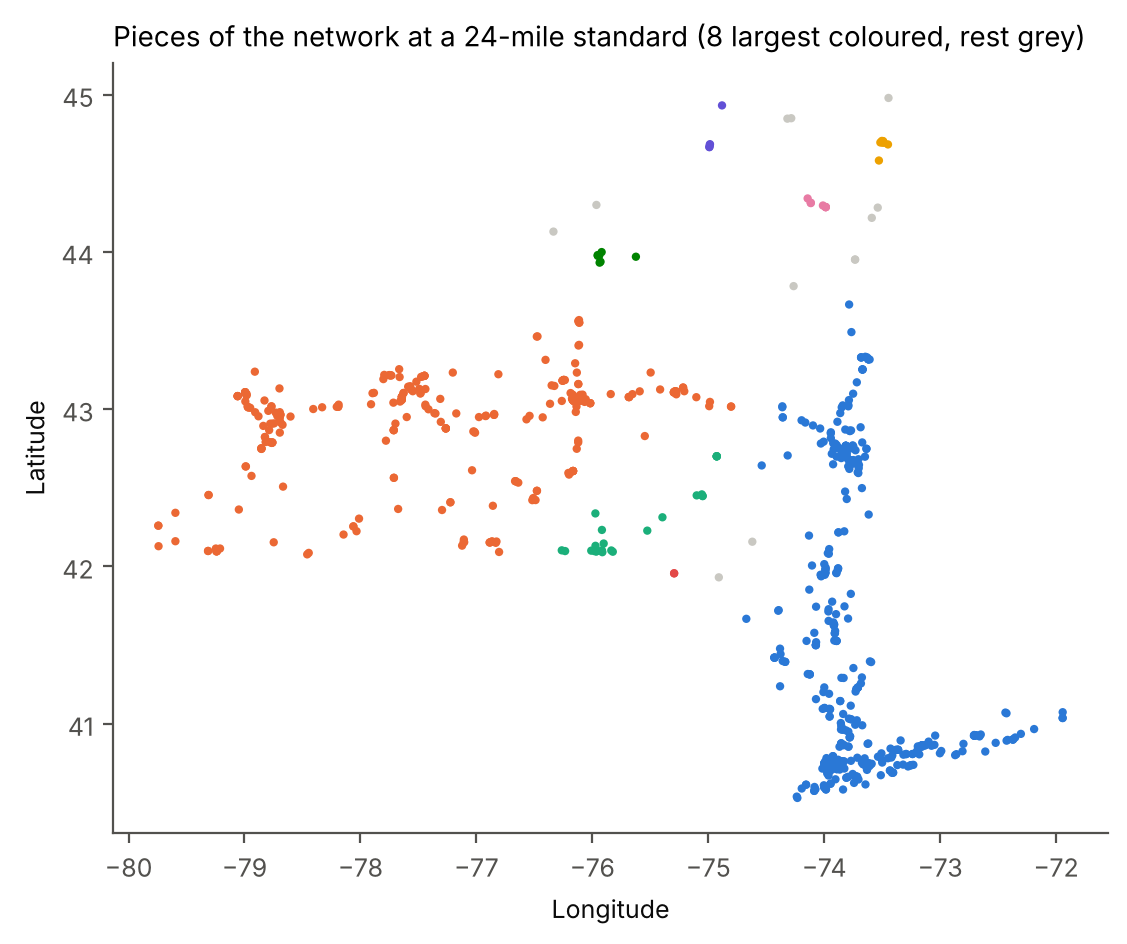 Pieces of the network at a 24-mile standard (8 largest coloured, rest grey)
45
44
43
42
41
Latitude
−80 −79 −78 −77 −76 −75 −74 −73 −72
Longitude